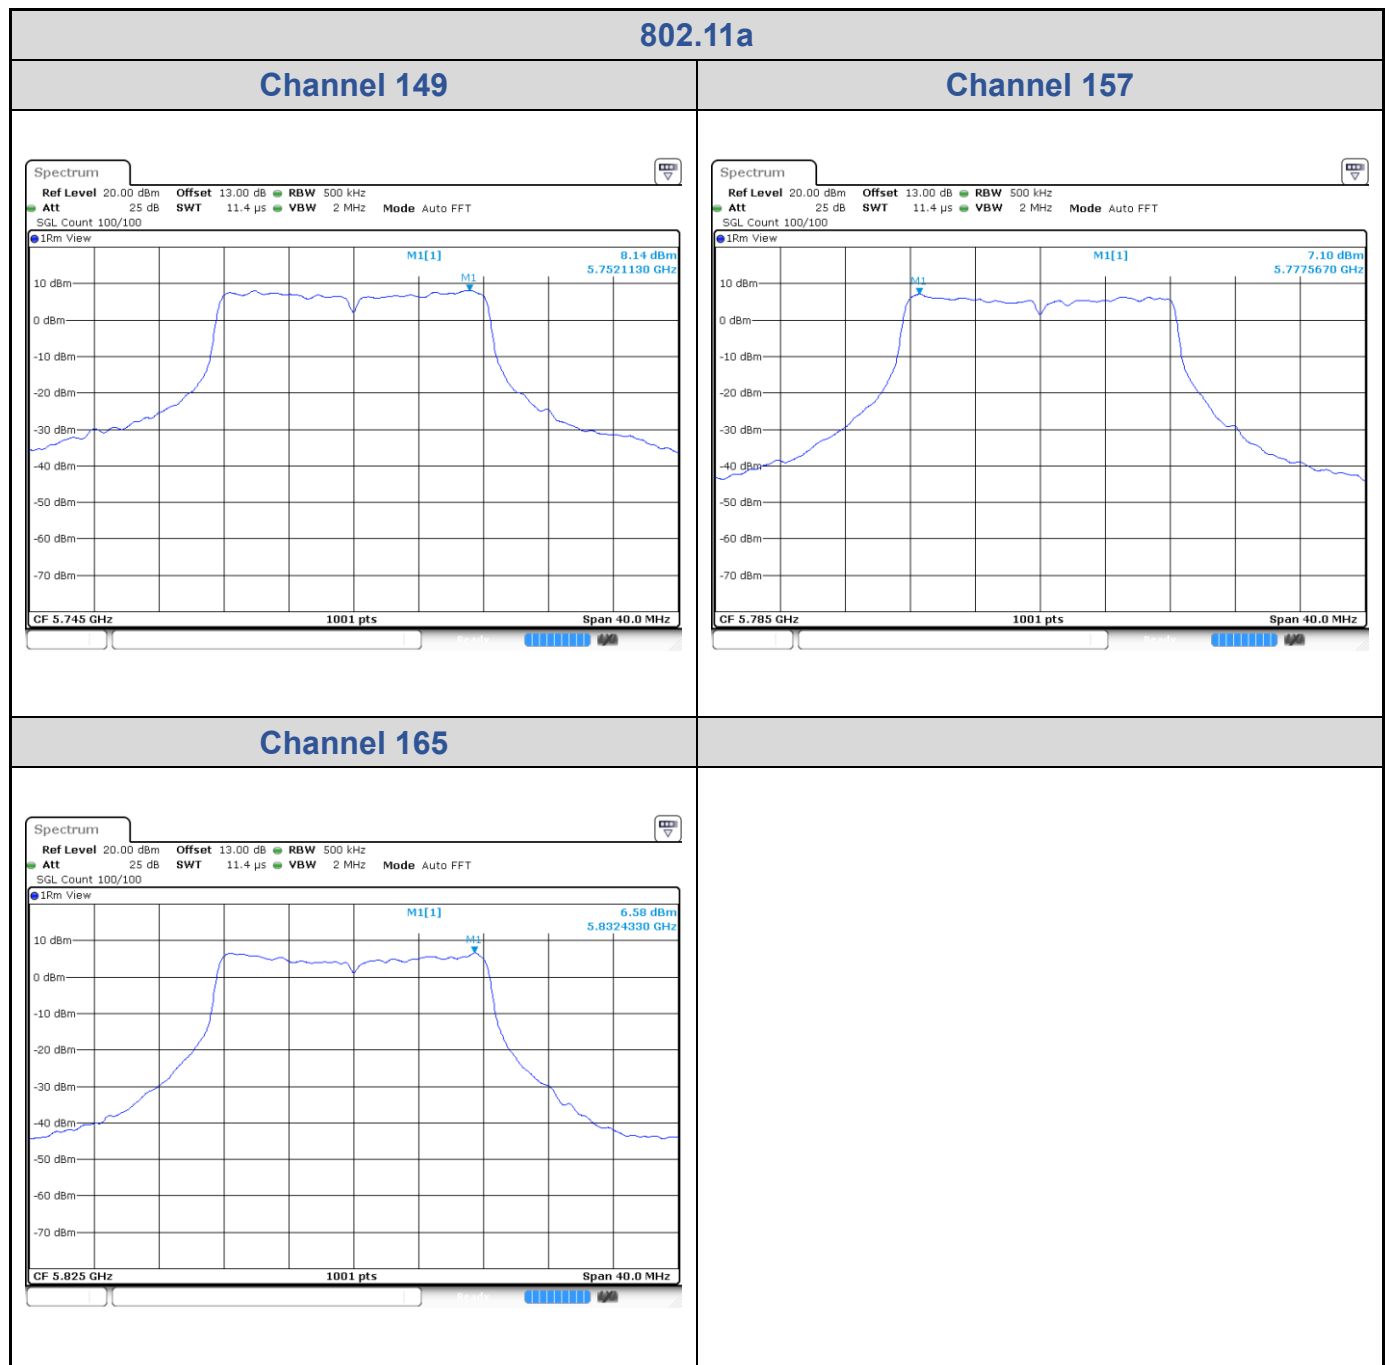 802.11a
Channel 149
Channel 157
Spectrum
Ref Level 20.00 dBm Offset 13.00 dB RBW 500 kHz
Att 25 dB SWT 11.4 µs VBW 2 MHz Mode Auto FFT
SGL Count 100/100
1Rm View
M1[1] 8.14 dBm
5.7521130 GHz
M1
10 dBm
0 dBm
-10 dBm
-20 dBm
-30 dBm
-40 dBm
-50 dBm
-60 dBm
-70 dBm
CF 5.745 GHz 1001 pts Span 40.0 MHz
Spectrum
Ref Level 20.00 dBm Offset 13.00 dB RBW 500 kHz
Att 25 dB SWT 11.4 µs VBW 2 MHz Mode Auto FFT
SGL Count 100/100
1Rm View
M1[1] 7.10 dBm
5.7775670 GHz
M1
10 dBm
0 dBm
-10 dBm
-20 dBm
-30 dBm
-40 dBm
-50 dBm
-60 dBm
-70 dBm
CF 5.785 GHz 1001 pts Span 40.0 MHz
Channel 165
Spectrum
Ref Level 20.00 dBm Offset 13.00 dB RBW 500 kHz
Att 25 dB SWT 11.4 µs VBW 2 MHz Mode Auto FFT
SGL Count 100/100
1Rm View
M1[1] 6.58 dBm
5.8324330 GHz
M1
10 dBm
0 dBm
-10 dBm
-20 dBm
-30 dBm
-40 dBm
-50 dBm
-60 dBm
-70 dBm
CF 5.825 GHz 1001 pts Span 40.0 MHz